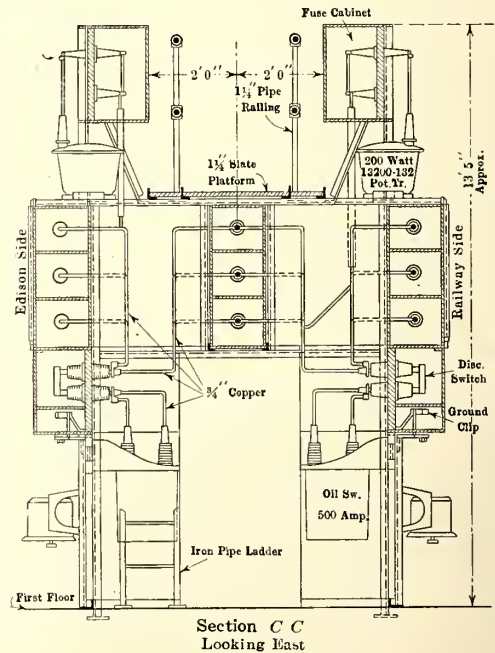 Fuse Cabinet
2'0"
2'0"
1¼" Pipe
Railing
1½" Slate
Platform
200 Watt
13200-132
Pot. Tr.
13' 5"
Approx.
Edison Side
Railway Side
¾" Copper
Disc.
Switch
Ground
Clip
Oil Sw.
500 Amp.
Iron Pipe Ladder
First Floor
Section C C
Looking East